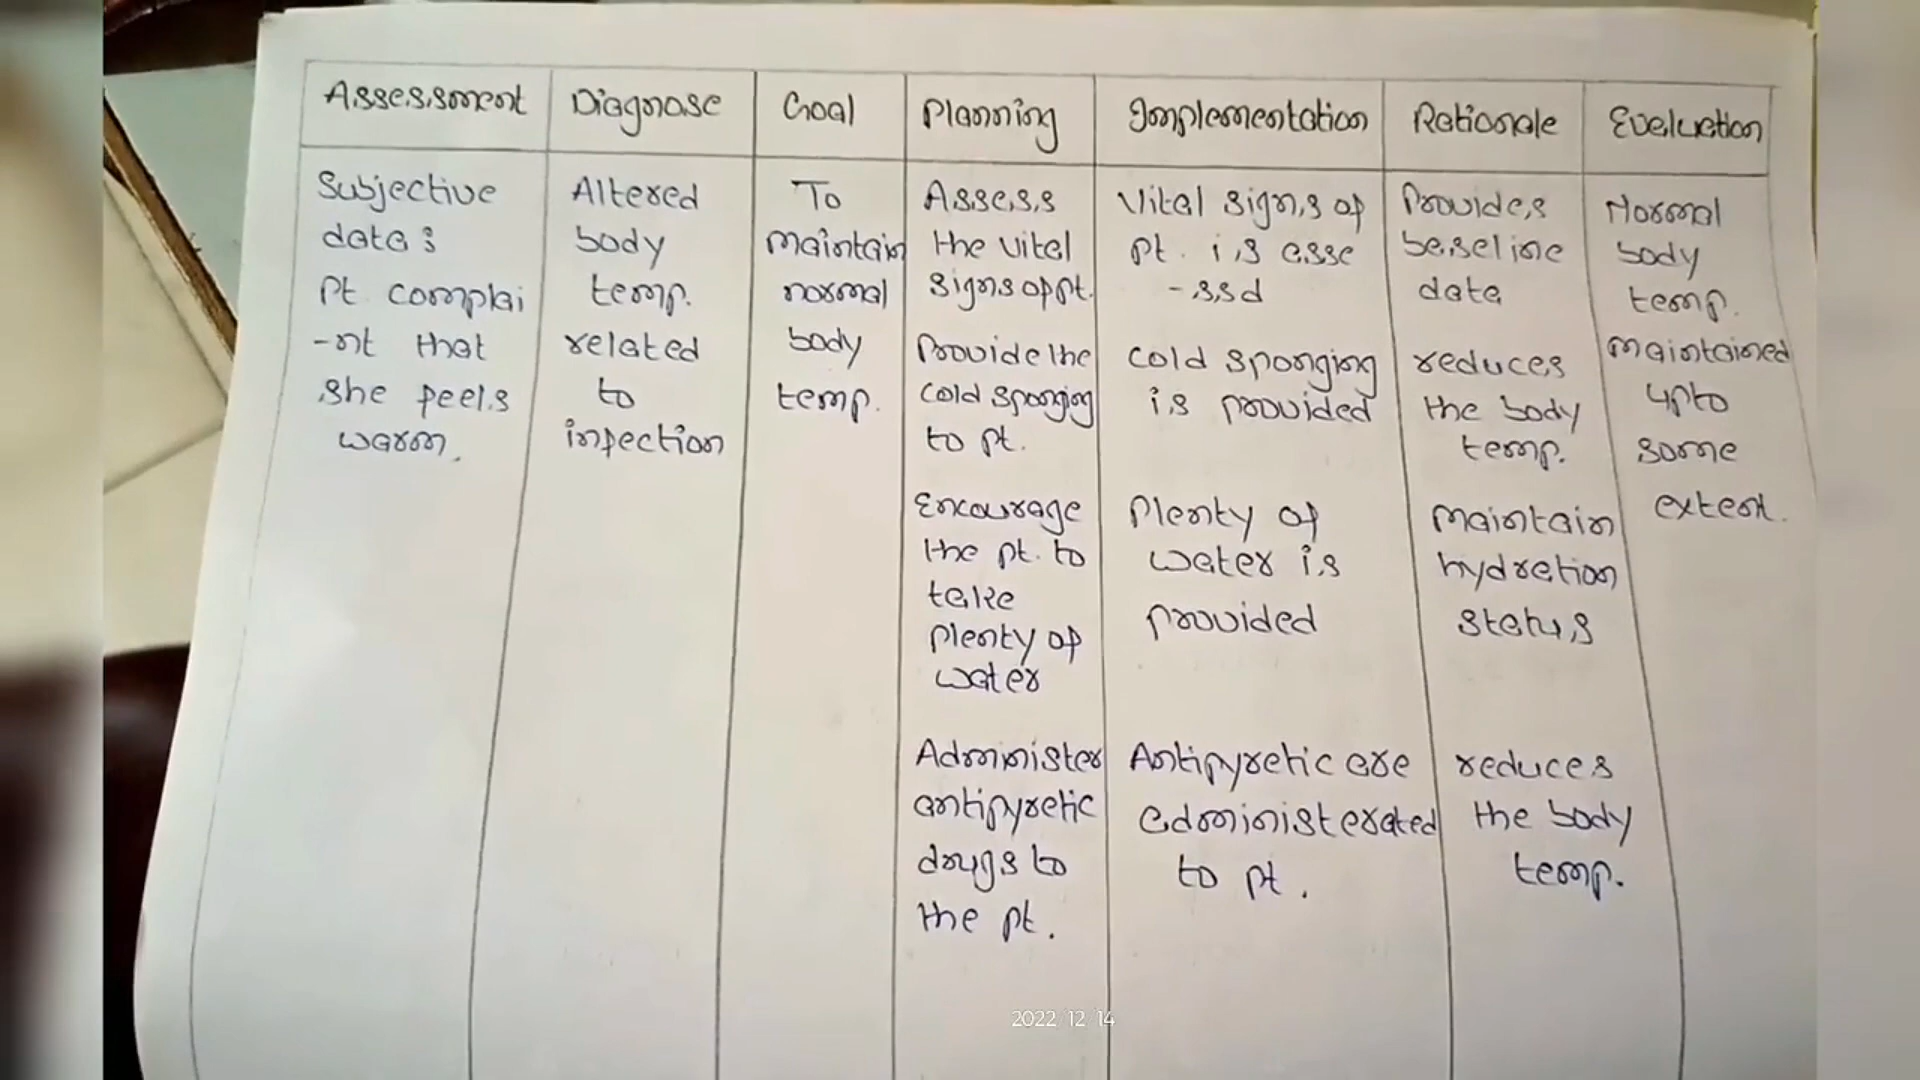 Assessment Diagnose Goal Planning Implementation Rationale Evaluation
Subjective
data :
Pt complai
-nt that
she feels
warm.
Altered
body
temp.
related
to
infection
To
maintain
normal
body
temp.
Assess
the vital
signs of pt.
Provide the
cold sponging
to pt.
Encourage
the pt. to
take
plenty of
water
Administer
antipyretic
drugs to
the pt.
Vital signs of
pt. is asse
-ssd
cold sponging
is provided
Plenty of
water is
provided
Antipyretic are
administerated
to pt.
Provides
baseline
data
reduces
the body
temp.
maintain
hydration
status
reduces
the body
temp.
Normal
body
temp.
maintained
upto
some
extent.
2022 12 14